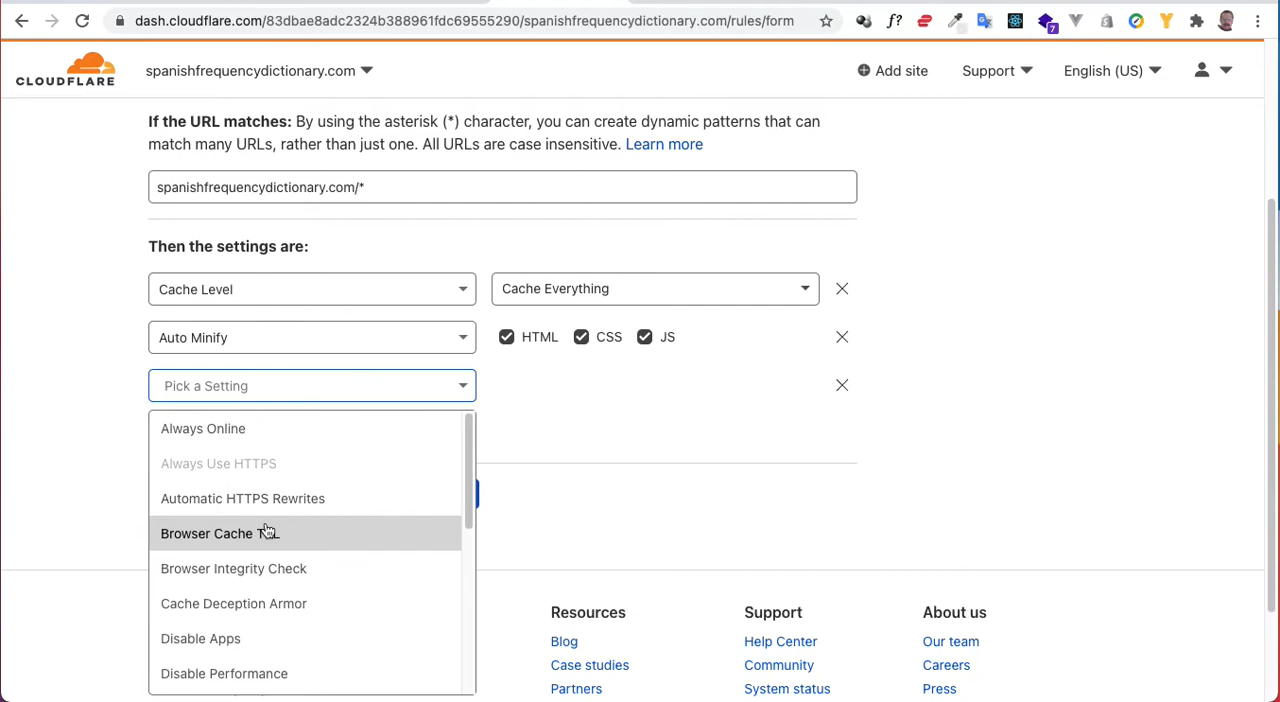 dash.cloudflare.com/83dbae8adc2324b388961fdc69555290/spanishfrequencydictionary.com/rules/form
f?
7
CLOUDFLARE
spanishfrequencydictionary.com
Add site
Support
English (US)
If the URL matches: By using the asterisk (*) character, you can create dynamic patterns that can
match many URLs, rather than just one. All URLs are case insensitive. Learn more
spanishfrequencydictionary.com/*
Then the settings are:
Cache Level
Cache Everything
Auto Minify
HTML
CSS
JS
Pick a Setting
Always Online
Always Use HTTPS
Automatic HTTPS Rewrites
Browser Cache TTL
Browser Integrity Check
Cache Deception Armor
Disable Apps
Disable Performance
Resources
Support
About us
Blog
Help Center
Our team
Case studies
Community
Careers
Partners
System status
Press